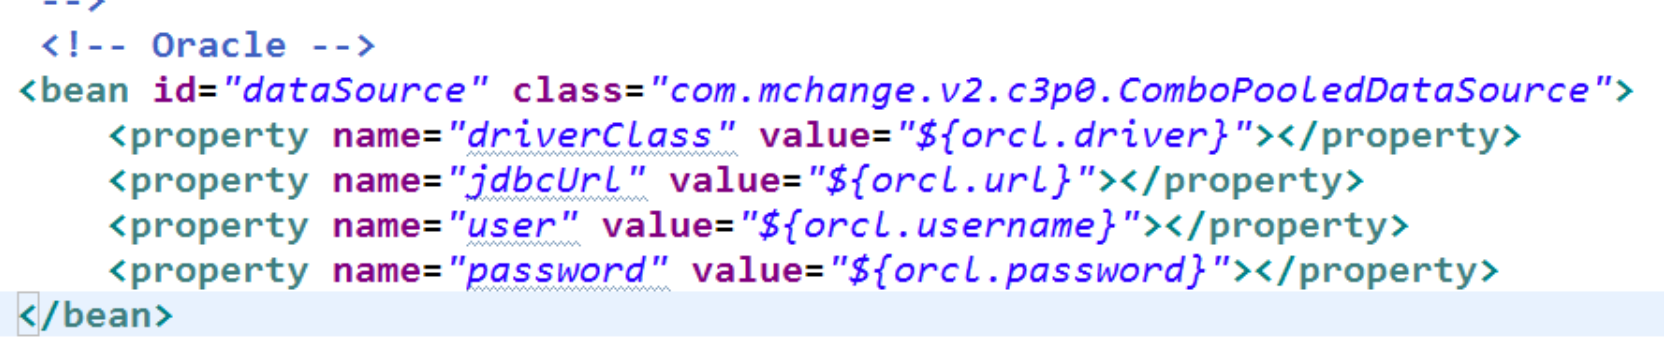 -->
<!-- Oracle -->
<bean id="dataSource" class="com.mchange.v2.c3p0.ComboPooledDataSource">
<property name="driverClass" value="${orcl.driver}"></property>
<property name="jdbcUrl" value="${orcl.url}"></property>
<property name="user" value="${orcl.username}"></property>
<property name="password" value="${orcl.password}"></property>
</bean>